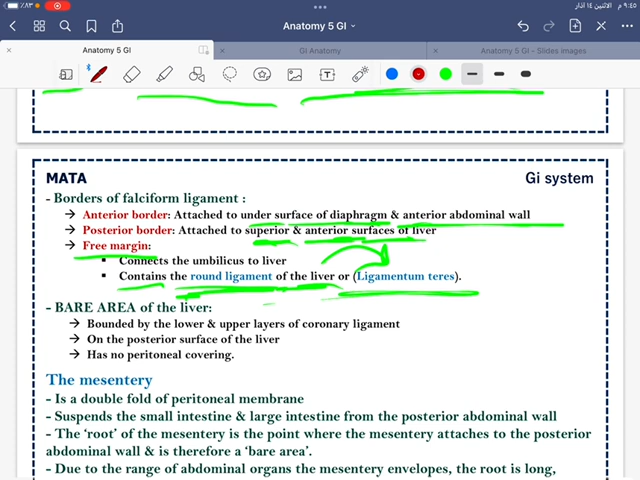 ٨٣٪
٩:٤٥ م الاثنين ١٤ آذار
Anatomy 5 GI
Anatomy 5 GI
GI Anatomy
Anatomy 5 GI - Slides images
MATA
Gi system
- Borders of falciform ligament :
→ Anterior border: Attached to under surface of diaphragm & anterior abdominal wall
→ Posterior border: Attached to superior & anterior surfaces of liver
→ Free margin:
▪ Connects the umbilicus to liver
▪ Contains the round ligament of the liver or (Ligamentum teres).
- BARE AREA of the liver:
→ Bounded by the lower & upper layers of coronary ligament
→ On the posterior surface of the liver
→ Has no peritoneal covering.
The mesentery
- Is a double fold of peritoneal membrane
- Suspends the small intestine & large intestine from the posterior abdominal wall
- The ‘root’ of the mesentery is the point where the mesentery attaches to the posterior
abdominal wall & is therefore a ‘bare area’.
- Due to the range of abdominal organs the mesentery envelopes, the root is long,